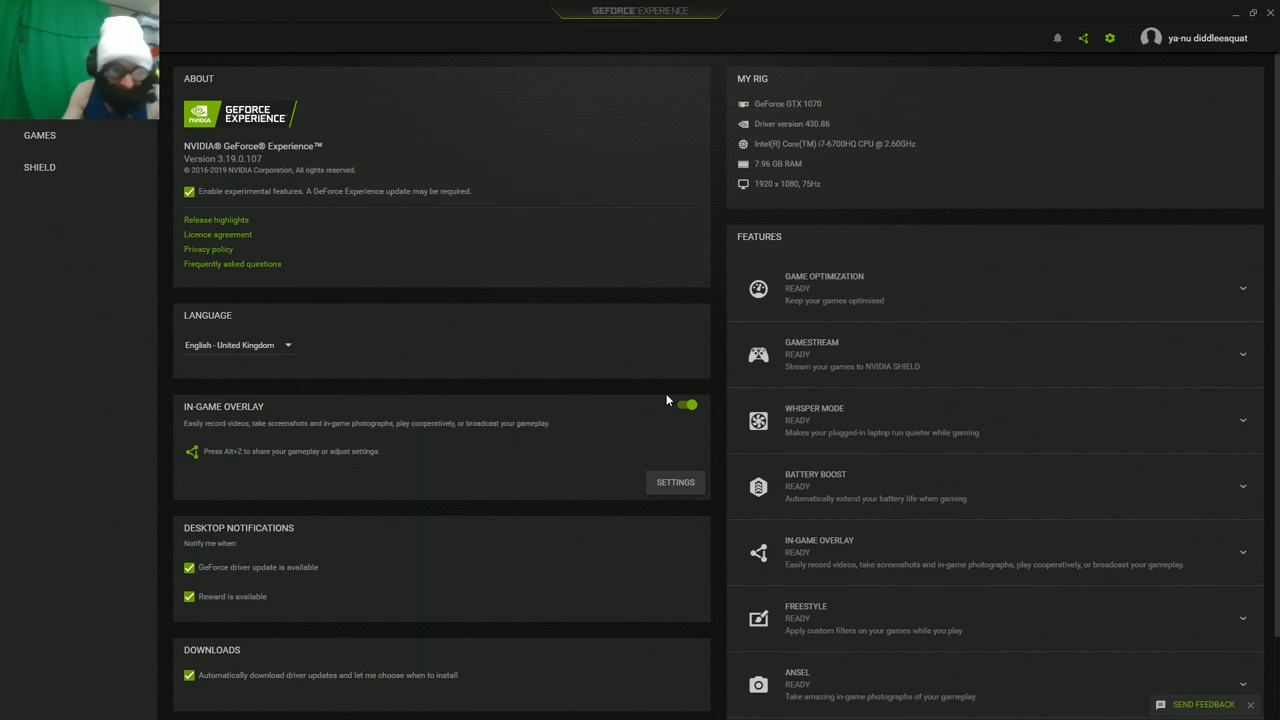 GEFORCE EXPERIENCE
ya-nu diddleesquat
GAMES
SHIELD
ABOUT
NVIDIA
GEFORCE
EXPERIENCE
NVIDIA® GeForce® Experience™
Version 3.19.0.107
© 2016-2019 NVIDIA Corporation, All rights reserved.
Enable experimental features. A GeForce Experience update may be required.
Release highlights
Licence agreement
Privacy policy
Frequently asked questions
LANGUAGE
English - United Kingdom
IN-GAME OVERLAY
Easily record videos, take screenshots and in-game photographs, play cooperatively, or broadcast your gameplay.
Press Alt+Z to share your gameplay or adjust settings.
SETTINGS
DESKTOP NOTIFICATIONS
Notify me when:
GeForce driver update is available
Reward is available
DOWNLOADS
Automatically download driver updates and let me choose when to install
MY RIG
GeForce GTX 1070
Driver version 430.86
Intel(R) Core(TM) i7-6700HQ CPU @ 2.60GHz
7.96 GB RAM
1920 x 1080, 75Hz
FEATURES
GAME OPTIMIZATION
READY
Keep your games optimised
GAMESTREAM
READY
Stream your games to NVIDIA SHIELD
WHISPER MODE
READY
Makes your plugged-in laptop run quieter while gaming
BATTERY BOOST
READY
Automatically extend your battery life when gaming
IN-GAME OVERLAY
READY
Easily record videos, take screenshots and in-game photographs, play cooperatively, or broadcast your gameplay.
FREESTYLE
READY
Apply custom filters on your games while you play
ANSEL
READY
Take amazing in-game photographs of your gameplay
SEND FEEDBACK